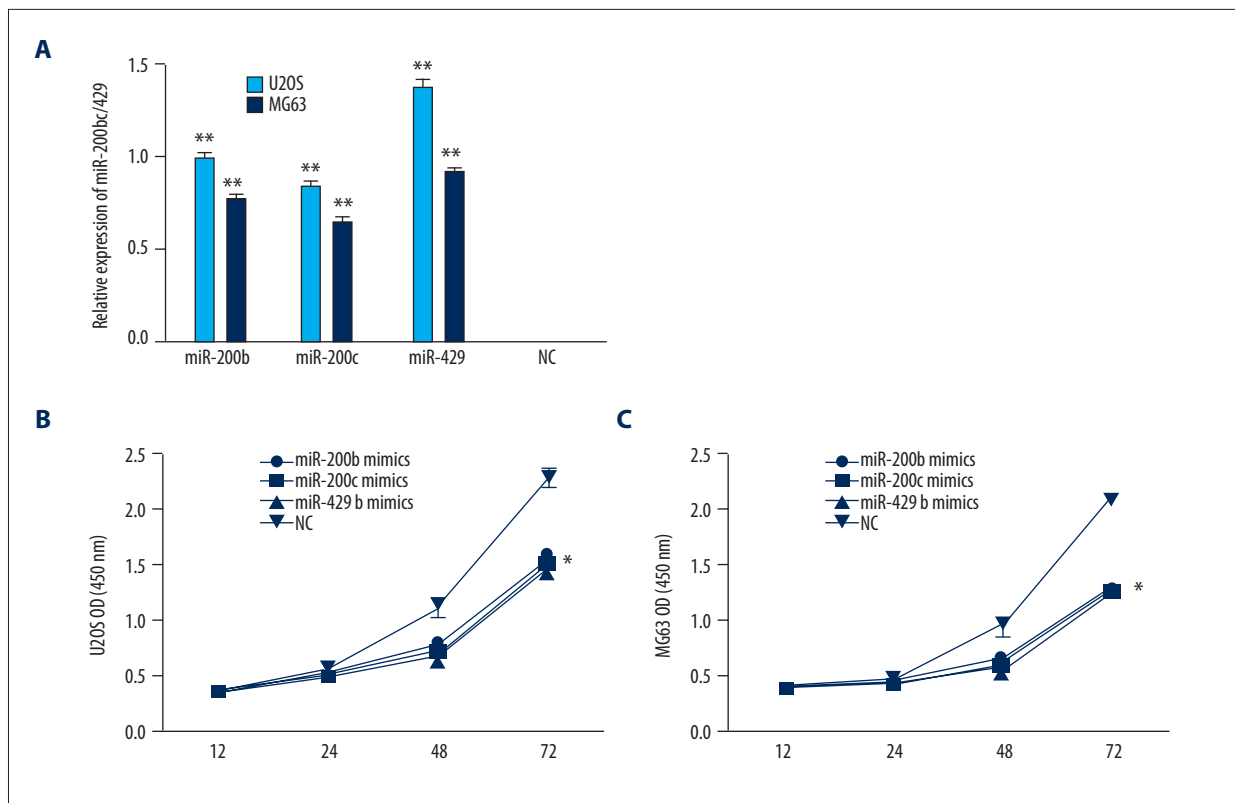 A
Relative expression of miR-200bc/429
1.5
1.0
0.5
0.0
U2OS
MG63
**
**
**
**
**
**
miR-200b
miR-200c
miR-429
NC
B
U2OS OD (450 nm)
2.5
2.0
1.5
1.0
0.5
0.0
miR-200b mimics
miR-200c mimics
miR-429 b mimics
NC
*
12
24
48
72
C
MG63 OD (450 nm)
2.5
2.0
1.5
1.0
0.5
0.0
miR-200b mimics
miR-200c mimics
miR-429 b mimics
NC
*
12
24
48
72